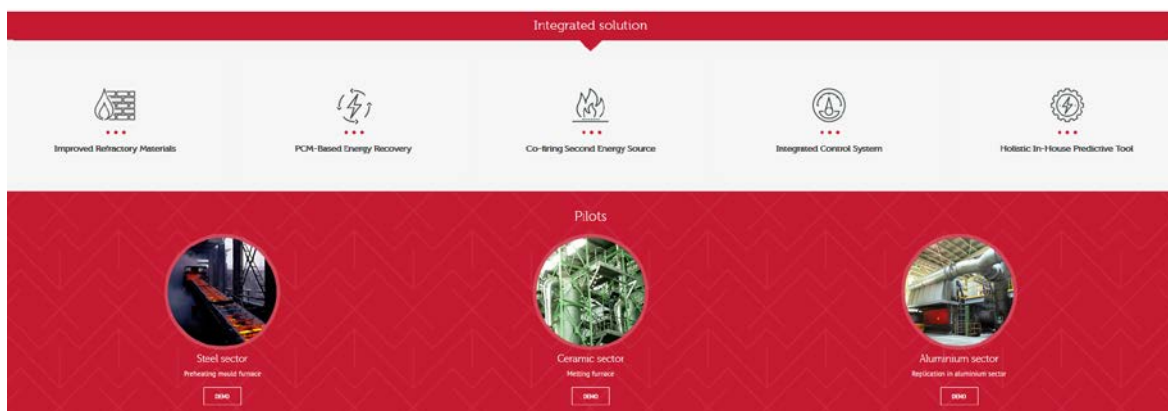 Integrated solution
Improved Refractory Materials
PCM-Based Energy Recovery
Co-firing Second Energy Source
Integrated Control System
Holistic In-House Predictive Tool
Pilots
Steel sector
Preheating mould furnace
DEMO
Ceramic sector
Melting furnace
DEMO
Aluminium sector
Replication in aluminium sector
DEMO